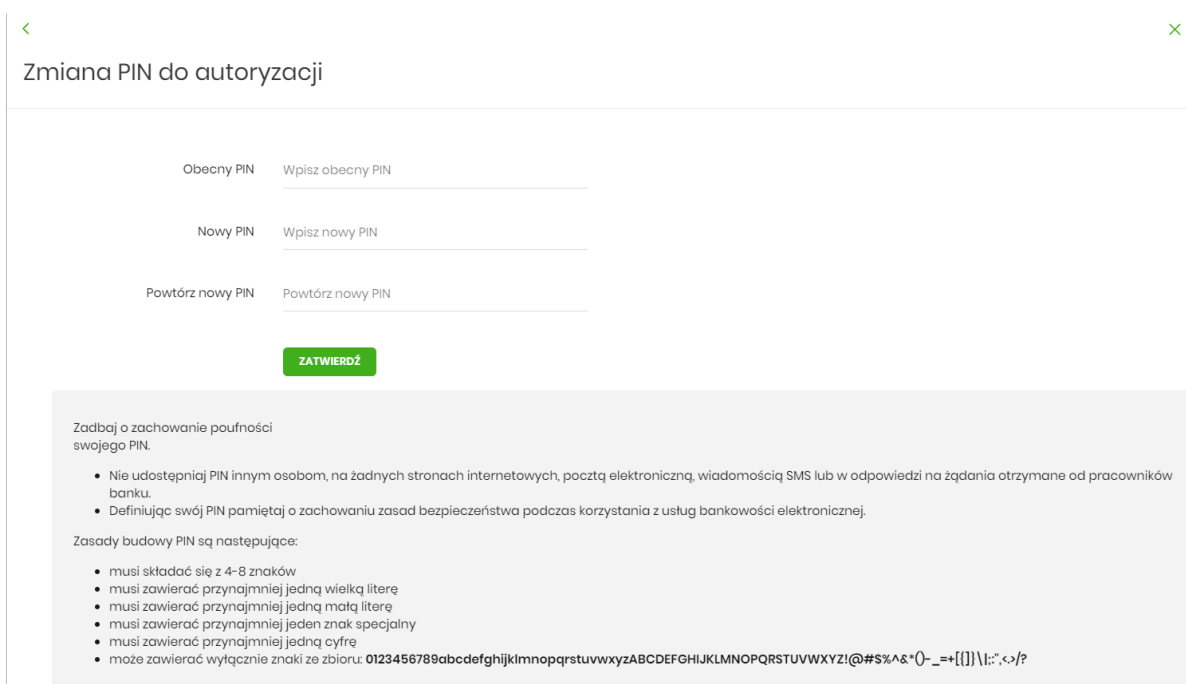 Zmiana PIN do autoryzacji
Obecny PIN Wpisz obecny PIN
Nowy PIN Wpisz nowy PIN
Powtórz nowy PIN Powtórz nowy PIN
ZATWIERDŹ
Zadbaj o zachowanie poufności
swojego PIN.
• Nie udostępniaj PIN innym osobom, na żadnych stronach internetowych, pocztą elektroniczną, wiadomością SMS lub w odpowiedzi na żądania otrzymane od pracowników
banku.
• Definiując swój PIN pamiętaj o zachowaniu zasad bezpieczeństwa podczas korzystania z usług bankowości elektronicznej.
Zasady budowy PIN są następujące:
• musi składać się z 4-8 znaków
• musi zawierać przynajmniej jedną wielką literę
• musi zawierać przynajmniej jedną małą literę
• musi zawierać przynajmniej jeden znak specjalny
• musi zawierać przynajmniej jedną cyfrę
• może zawierać wyłącznie znaki ze zbioru: 0123456789abcdefghijklmnopqrstuvwxyzABCDEFGHIJKLMNOPQRSTUVWXYZ!@#$%^&*()-_=+[{]}\|;:",<.>/?